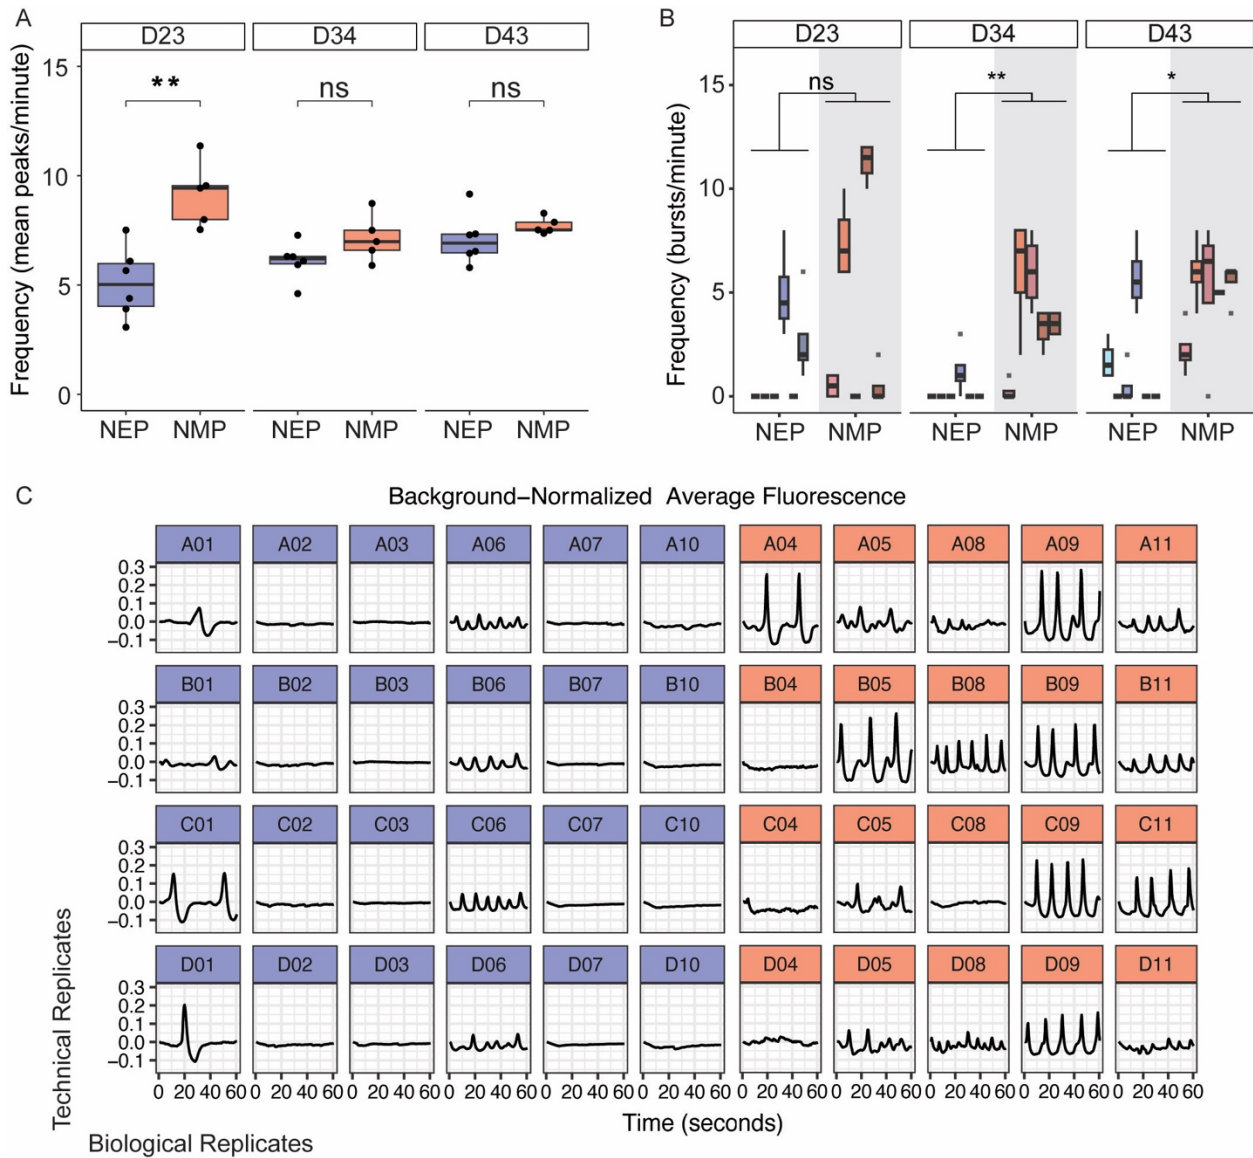 A
D23 D34 D43
Frequency (mean peaks/minute)
15
10
5
0
** ns ns
NEP NMP NEP NMP NEP NMP
B
D23 D34 D43
Frequency (bursts/minute)
15
10
5
0
ns ** *
NEP NMP NEP NMP NEP NMP
C
Background–Normalized Average Fluorescence
A01 A02 A03 A06 A07 A10 A04 A05 A08 A09 A11
0.3
0.2
0.1
0.0
−0.1
B01 B02 B03 B06 B07 B10 B04 B05 B08 B09 B11
0.3
0.2
0.1
0.0
−0.1
C01 C02 C03 C06 C07 C10 C04 C05 C08 C09 C11
0.3
0.2
0.1
0.0
−0.1
D01 D02 D03 D06 D07 D10 D04 D05 D08 D09 D11
0.3
0.2
0.1
0.0
−0.1
0 20 40 60 0 20 40 60 0 20 40 60 0 20 40 60 0 20 40 60 0 20 40 60 0 20 40 60 0 20 40 60 0 20 40 60 0 20 40 60 0 20 40 60
Technical Replicates
Time (seconds)
Biological Replicates